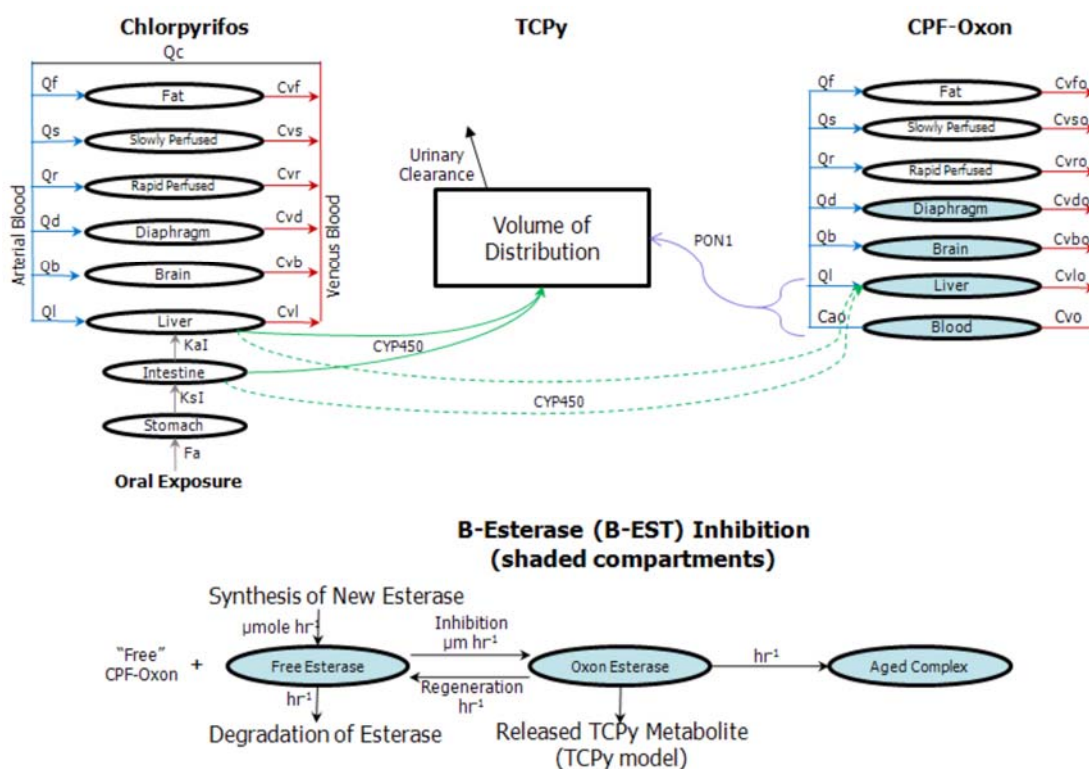 Chlorpyrifos
TCPy
CPF-Oxon
Qc
Qf
Fat
Cvf
Qs
Slowly Perfused
Cvs
Qr
Rapid Perfused
Cvr
Qd
Diaphragm
Cvd
Qb
Brain
Cvb
Ql
Liver
Cvl
Arterial Blood
Venous Blood
KaI
Intestine
KsI
Stomach
Fa
Oral Exposure
CYP450
CYP450
Urinary
Clearance
Volume of
Distribution
PON1
Qf
Fat
Cvfo
Qs
Slowly Perfused
Cvso
Qr
Rapid Perfused
Cvro
Qd
Diaphragm
Cvdo
Qb
Brain
Cvbo
Ql
Liver
Cvlo
Cao
Blood
Cvo
B-Esterase (B-EST) Inhibition
(shaded compartments)
Synthesis of New Esterase
µmole hr-1
"Free"
CPF-Oxon
+
Free Esterase
Inhibition
µm hr-1
Regeneration
hr-1
Oxon Esterase
hr-1
Aged Complex
hr-1
Degradation of Esterase
Released TCPy Metabolite
(TCPy model)